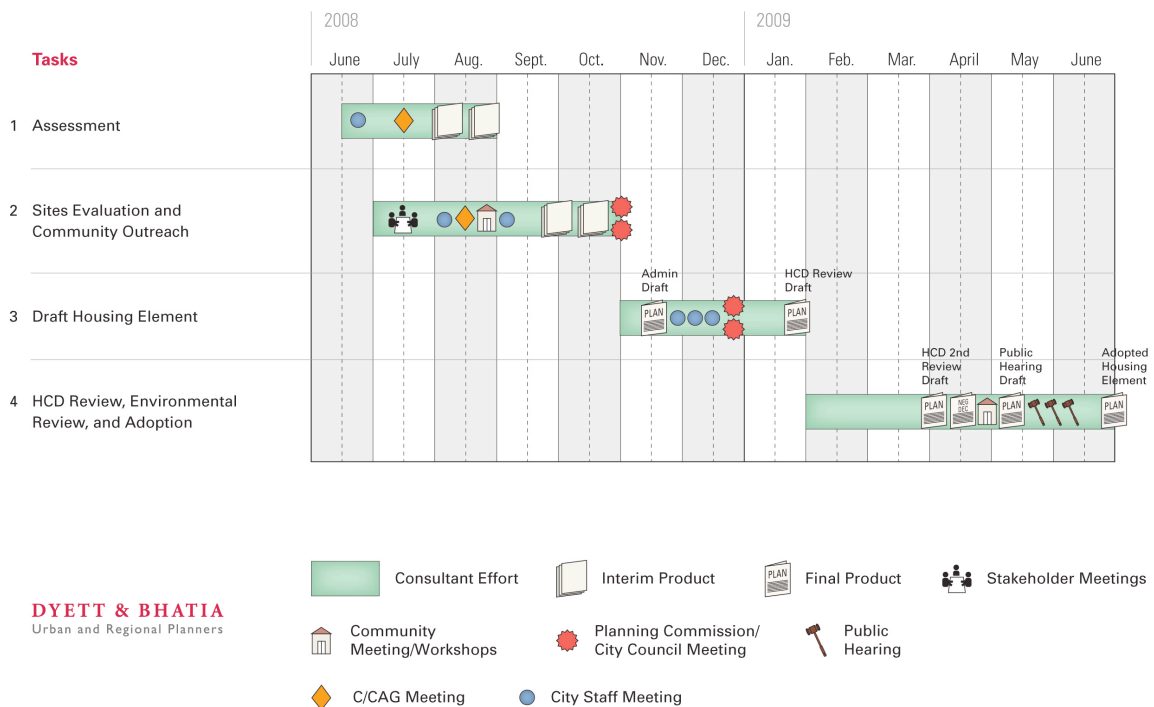 2008
2009
Tasks
June
July
Aug.
Sept.
Oct.
Nov.
Dec.
Jan.
Feb.
Mar.
April
May
June
1 Assessment
2 Sites Evaluation and
Community Outreach
Admin
Draft
HCD Review
Draft
3 Draft Housing Element
PLAN
PLAN
HCD 2nd
Review
Draft
Public
Hearing
Draft
Adopted
Housing
Element
4 HCD Review, Environmental
Review, and Adoption
PLAN
NEG
DEC
PLAN
PLAN
Consultant Effort
Interim Product
PLAN
Final Product
Stakeholder Meetings
DYETT & BHATIA
Urban and Regional Planners
Community
Meeting/Workshops
Planning Commission/
City Council Meeting
Public
Hearing
C/CAG Meeting
City Staff Meeting